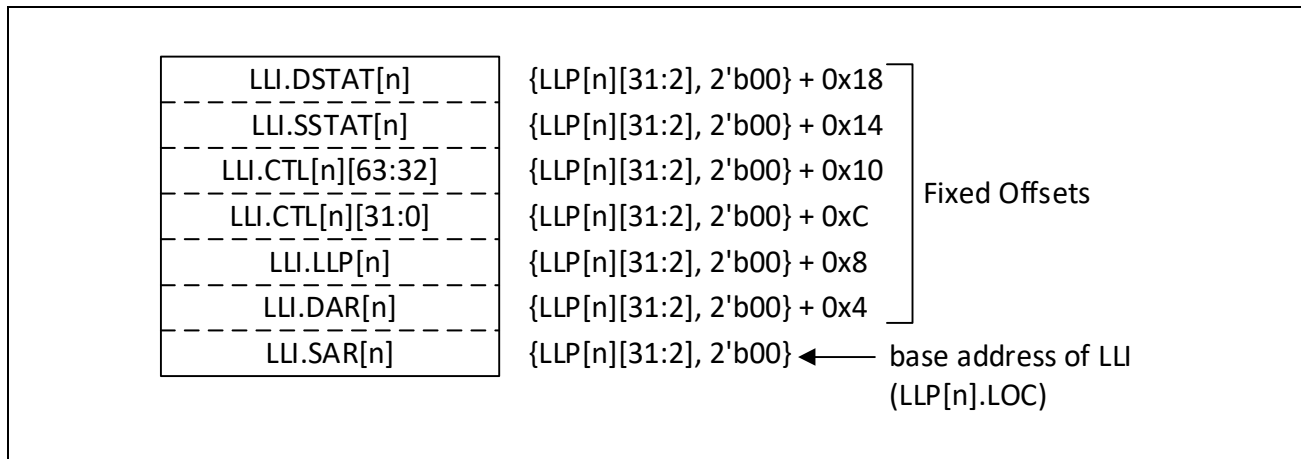 LLI.DSTAT[n] {LLP[n][31:2], 2'b00} + 0x18
LLI.SSTAT[n] {LLP[n][31:2], 2'b00} + 0x14
LLI.CTL[n][63:32] {LLP[n][31:2], 2'b00} + 0x10
LLI.CTL[n][31:0] {LLP[n][31:2], 2'b00} + 0xC
Fixed Offsets
LLI.LLP[n] {LLP[n][31:2], 2'b00} + 0x8
LLI.DAR[n] {LLP[n][31:2], 2'b00} + 0x4
LLI.SAR[n] {LLP[n][31:2], 2'b00} base address of LLI
(LLP[n].LOC)